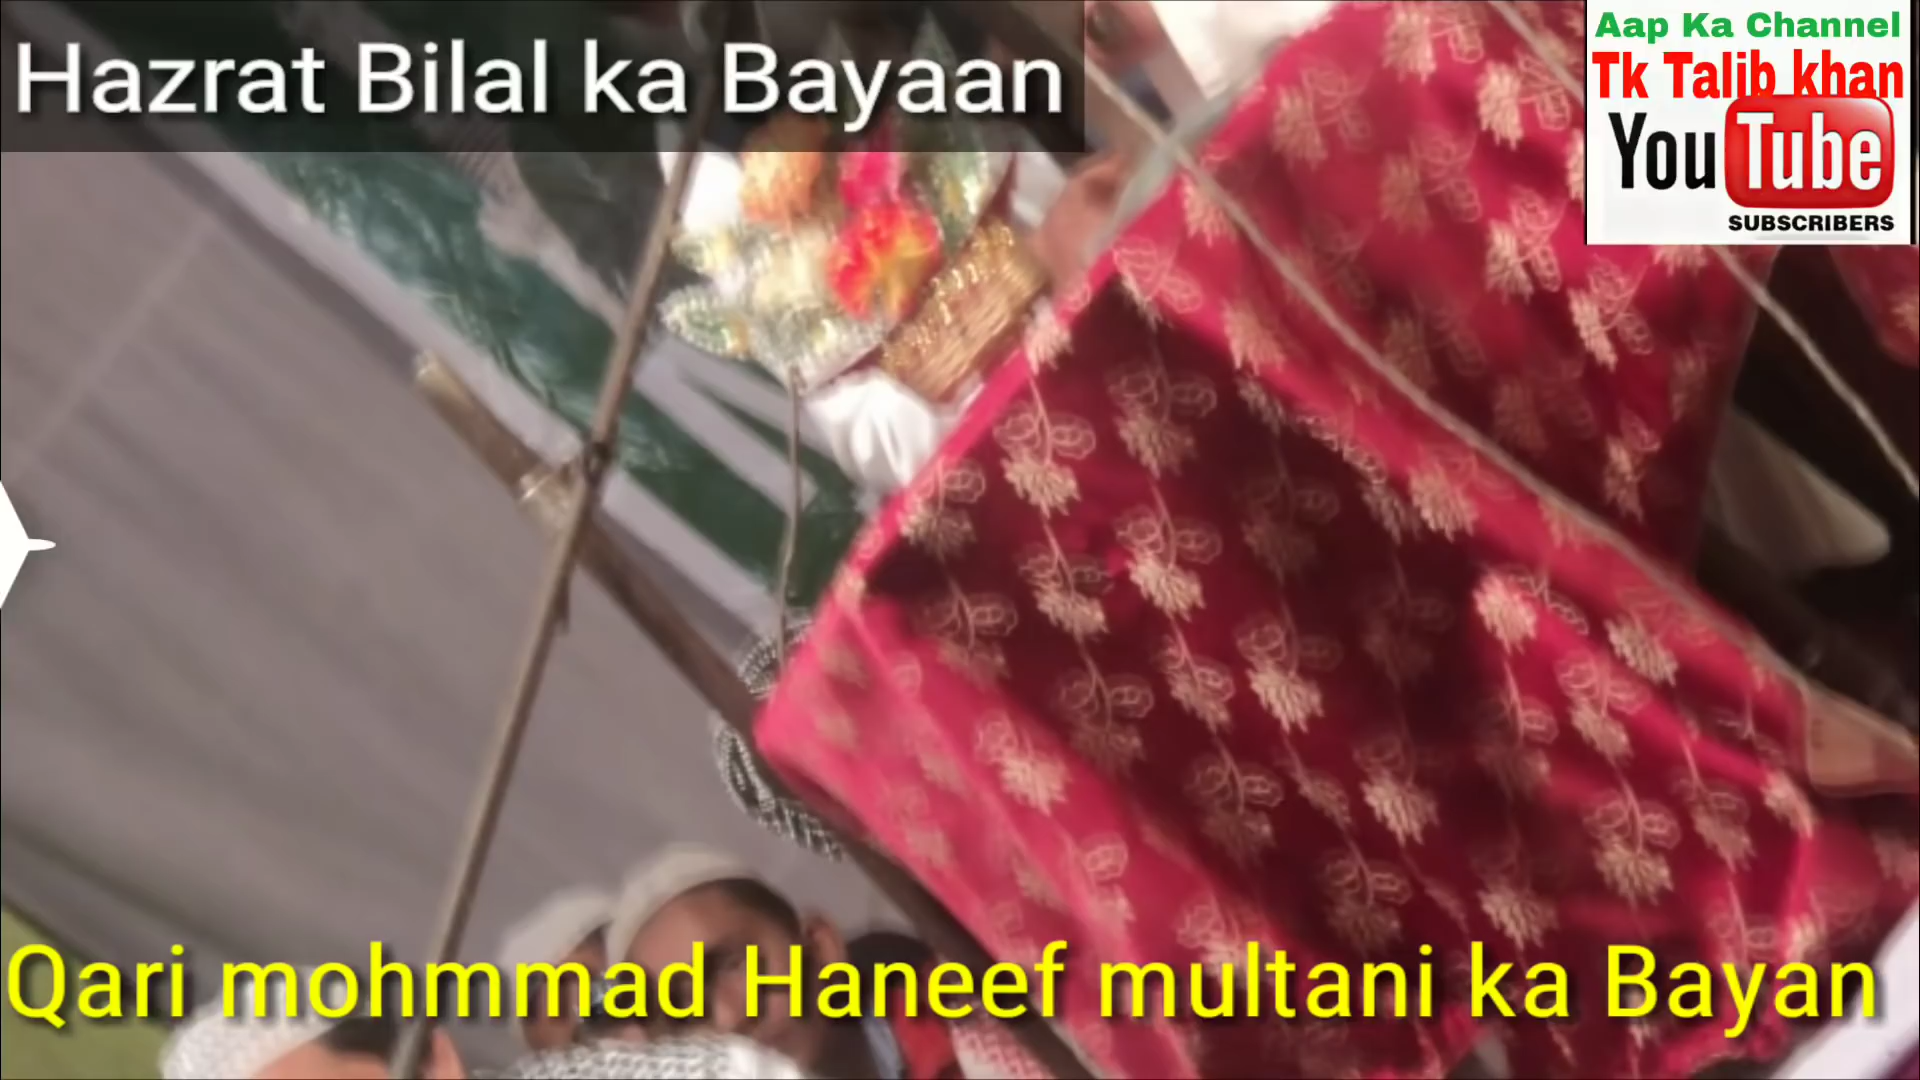 Hazrat Bilal ka Bayaan
Aap Ka Channel
Tk Talib khan
YouTube
SUBSCRIBERS
Qari mohmmad Haneef multani ka Bayan